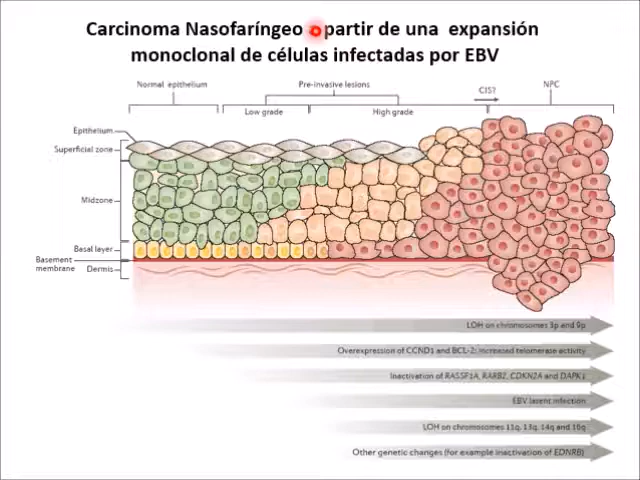 Carcinoma Nasofaríngeo a partir de una expansión
monoclonal de células infectadas por EBV
Normal epithelium
Pre-invasive lesions
CIS?
NPC
Low grade
High grade
Epithelium
Superficial zone
Midzone
Basal layer
Basement
membrane
Dermis
LOH on chromosomes 3p and 9p
Overexpression of CCND1 and BCL-2; increased telomerase activity
Inactivation of RASSF1A, RARB2, CDKN2A and DAPK1
EBV latent infection
LOH on chromosomes 11q, 13q, 14q and 16q
Other genetic changes (for example inactivation of EDNRB)